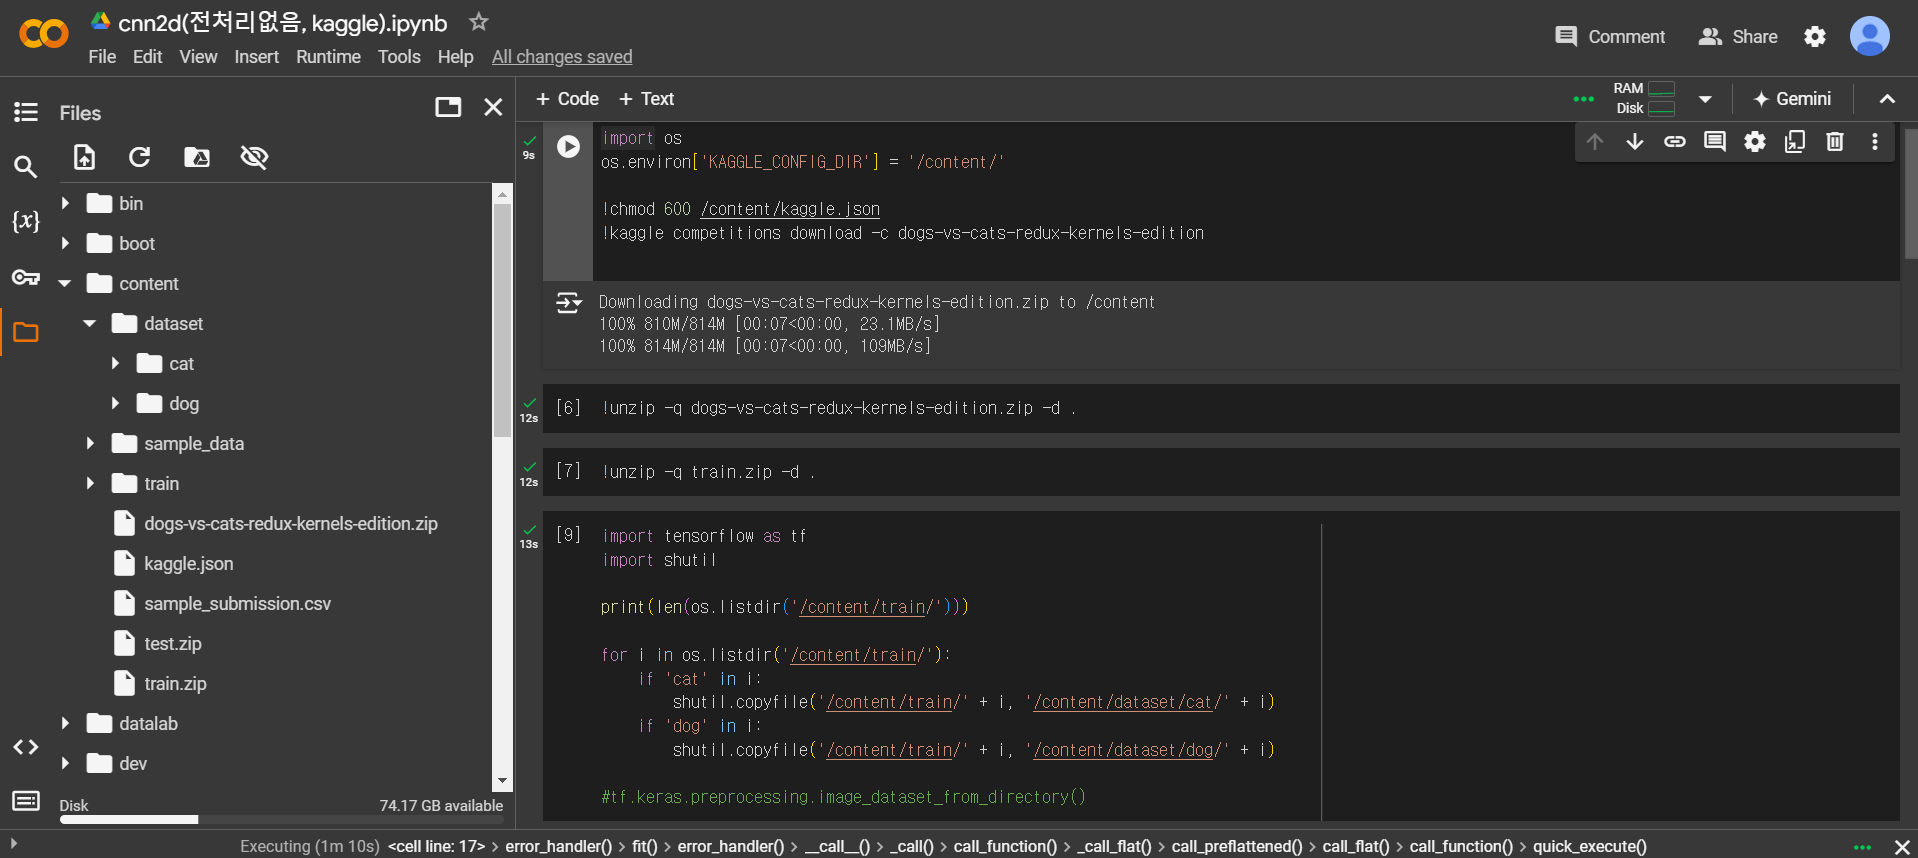 cnn2d(전처리없음, kaggle).ipynb
File Edit View Insert Runtime Tools Help All changes saved
Comment Share
Files
+ Code + Text
RAM
Disk
Gemini
bin
boot
content
dataset
cat
dog
sample_data
train
dogs-vs-cats-redux-kernels-edition.zip
kaggle.json
sample_submission.csv
test.zip
train.zip
datalab
dev
Disk 74.17 GB available
{x}
9s
import os
os.environ['KAGGLE_CONFIG_DIR'] = '/content/'
!chmod 600 /content/kaggle.json
!kaggle competitions download -c dogs-vs-cats-redux-kernels-edition
Downloading dogs-vs-cats-redux-kernels-edition.zip to /content
100% 810M/814M [00:07<00:00, 23.1MB/s]
100% 814M/814M [00:07<00:00, 109MB/s]
12s
[6] !unzip -q dogs-vs-cats-redux-kernels-edition.zip -d .
12s
[7] !unzip -q train.zip -d .
13s
[9] import tensorflow as tf
import shutil
print(len(os.listdir('/content/train/')))
for i in os.listdir('/content/train/'):
if 'cat' in i:
shutil.copyfile('/content/train/' + i, '/content/dataset/cat/' + i)
if 'dog' in i:
shutil.copyfile('/content/train/' + i, '/content/dataset/dog/' + i)
#tf.keras.preprocessing.image_dataset_from_directory()
Executing (1m 10s) <cell line: 17> > error_handler() > fit() > error_handler() > __call__() > _call() > call_function() > _call_flat() > call_preflattened() > call_flat() > call_function() > quick_execute()